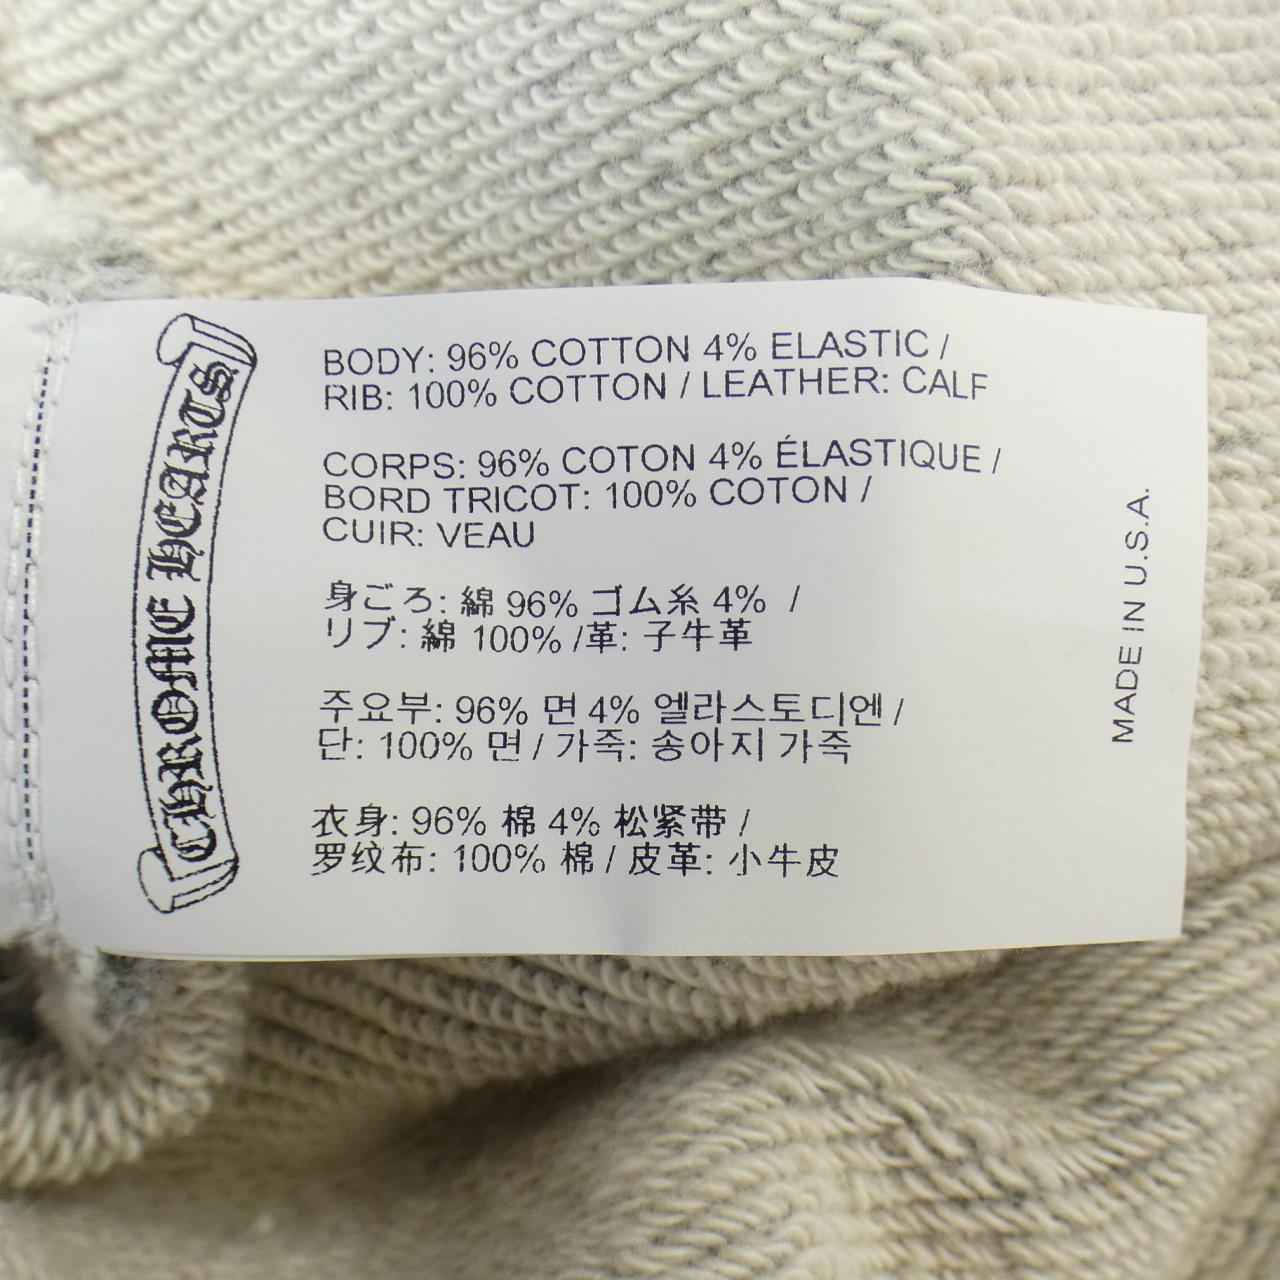 CHROME HEARTS
BODY: 96% COTTON 4% ELASTIC /
RIB: 100% COTTON / LEATHER: CALF
CORPS: 96% COTON 4% ÉLASTIQUE /
BORD TRICOT: 100% COTON /
CUIR: VEAU
身ごろ: 綿 96% ゴム糸 4% /
リブ: 綿 100% /革: 子牛革
주요부: 96% 면 4% 엘라스토디엔 /
단: 100% 면 / 가죽: 송아지 가죽
衣身: 96% 棉 4% 松紧带 /
罗纹布: 100% 棉 / 皮革: 小牛皮
MADE IN U.S.A.